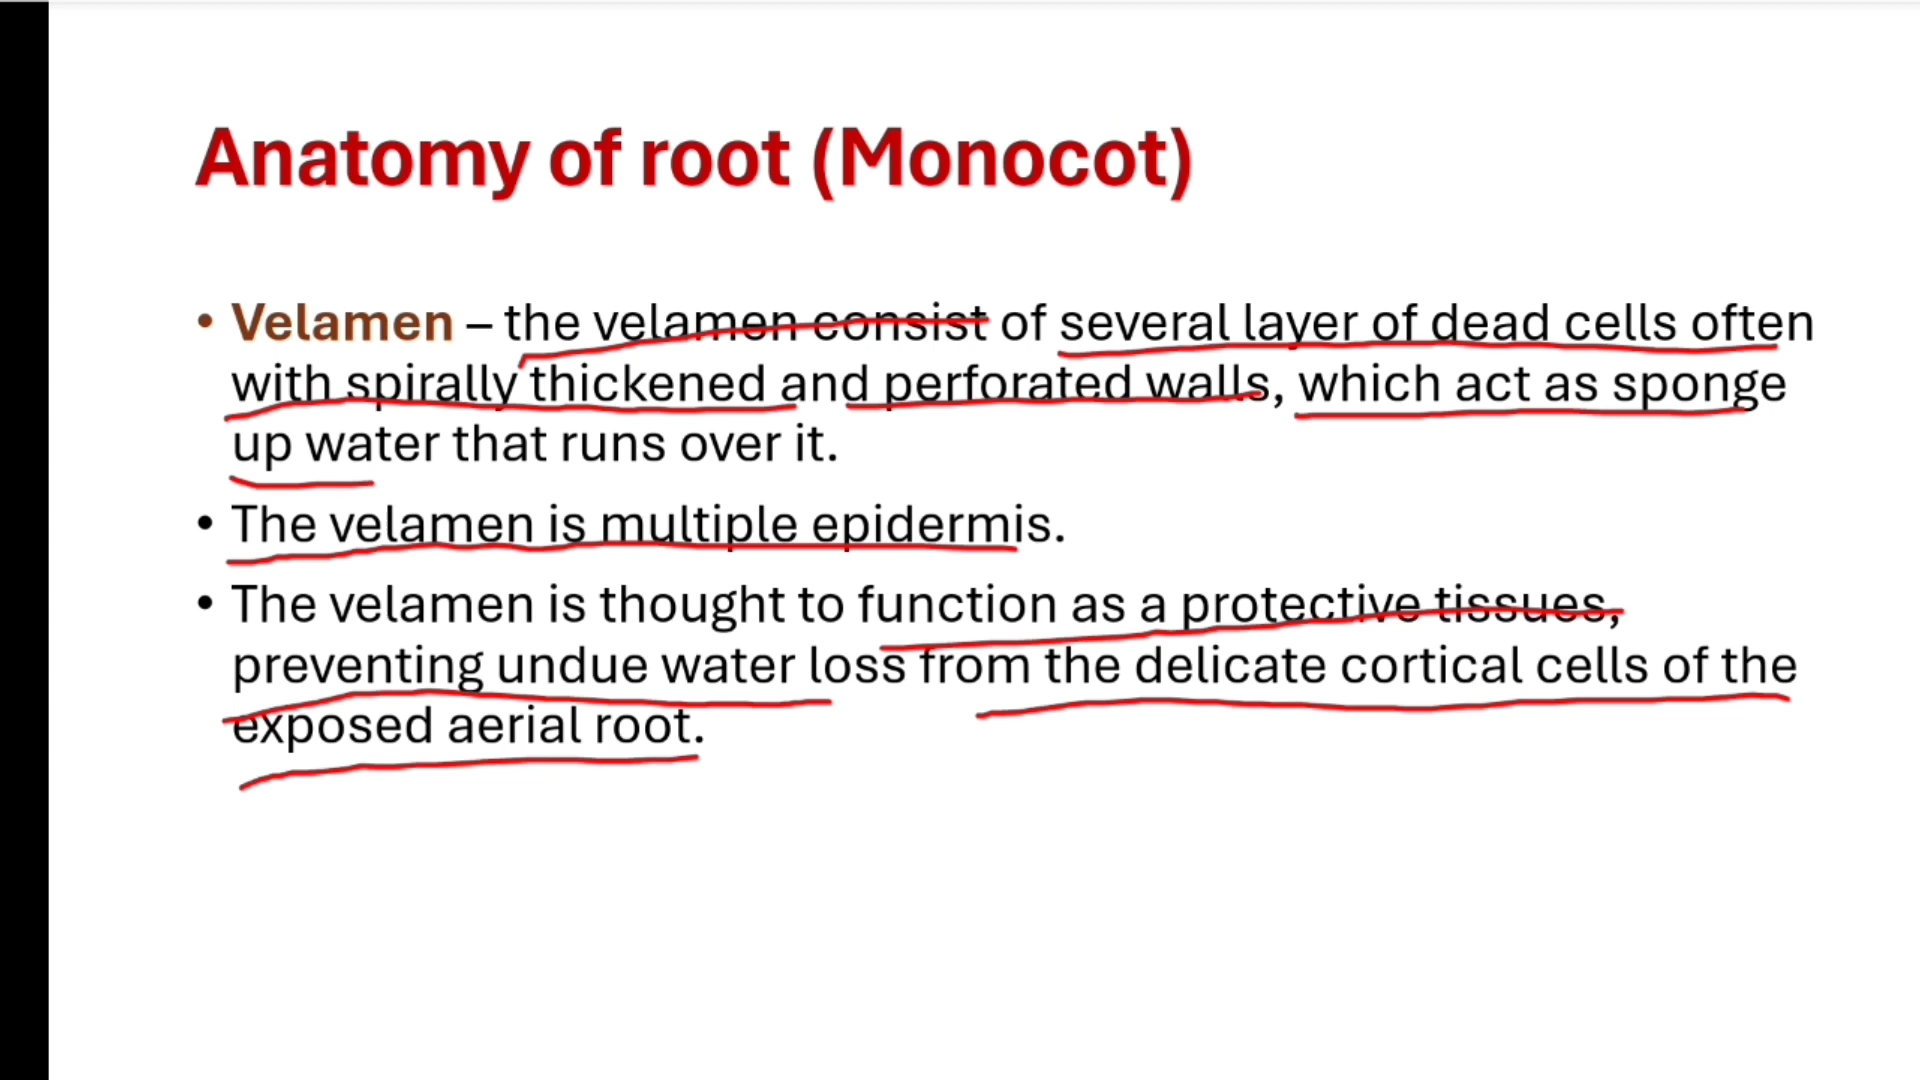 Anatomy of root (Monocot)
• Velamen – the velamen consist of several layer of dead cells often
with spirally thickened and perforated walls, which act as sponge
up water that runs over it.
• The velamen is multiple epidermis.
• The velamen is thought to function as a protective tissues,
preventing undue water loss from the delicate cortical cells of the
exposed aerial root.